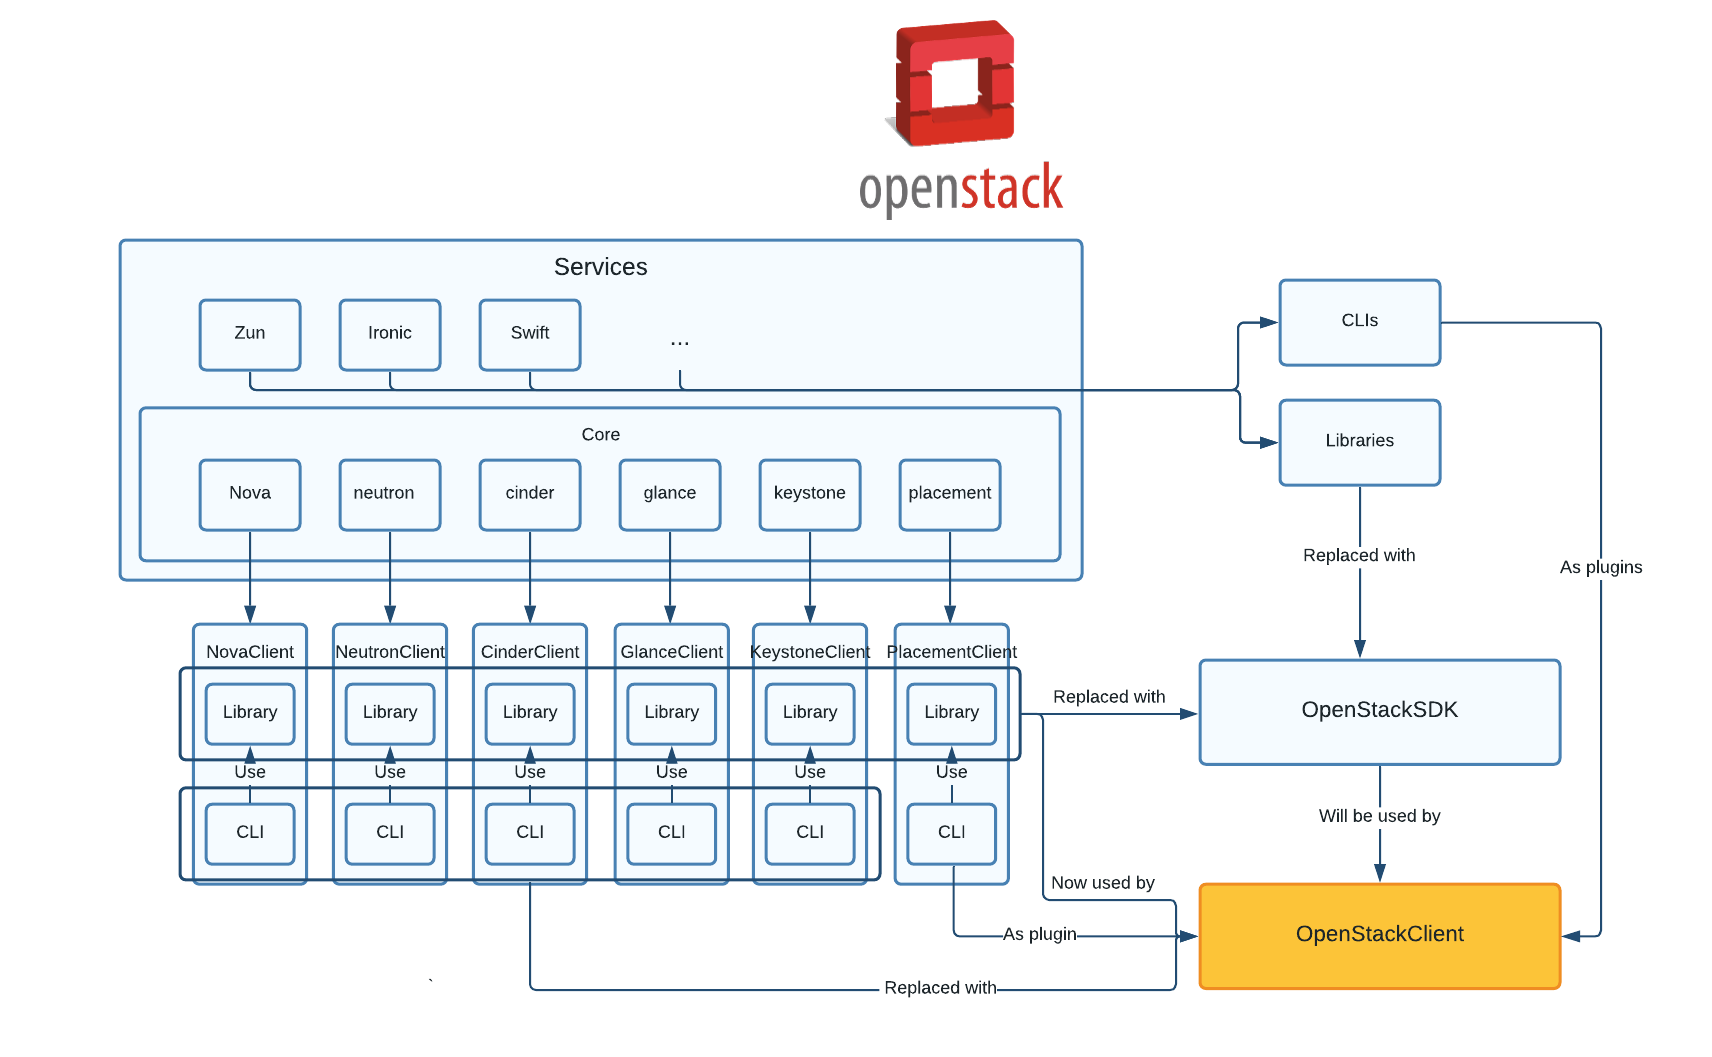 openstack
Services
Zun
Ironic
Swift
...
CLIs
Libraries
Core
Nova
neutron
cinder
glance
keystone
placement
Replaced with
As plugins
NovaClient
NeutronClient
CinderClient
GlanceClient
KeystoneClient
PlacementClient
Library
Library
Library
Library
Library
Library
Replaced with
OpenStackSDK
Use
Use
Use
Use
Use
Use
CLI
CLI
CLI
CLI
CLI
CLI
Will be used by
Now used by
As plugin
OpenStackClient
`
Replaced with